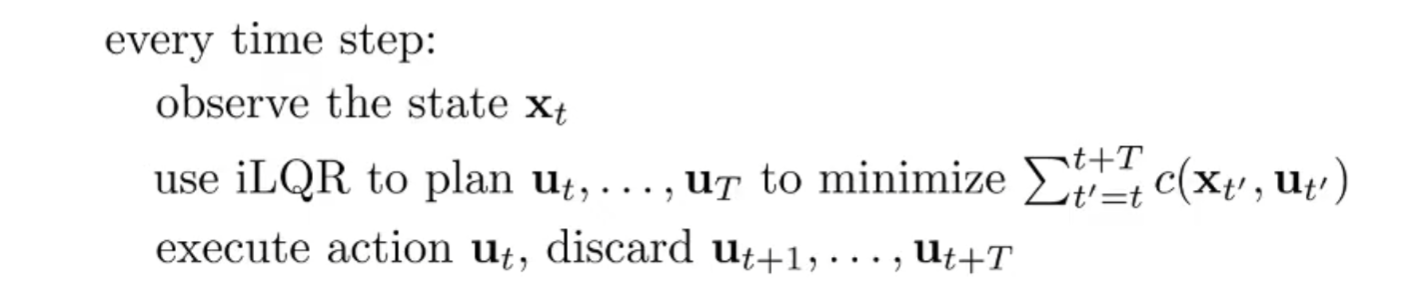 every time step:
observe the state $\mathbf{x}_t$
use iLQR to plan $\mathbf{u}_t, \ldots, \mathbf{u}_T$ to minimize $\sum_{t'=t}^{t+T} c(\mathbf{x}_{t'}, \mathbf{u}_{t'})$
execute action $\mathbf{u}_t$, discard $\mathbf{u}_{t+1}, \ldots, \mathbf{u}_{t+T}$